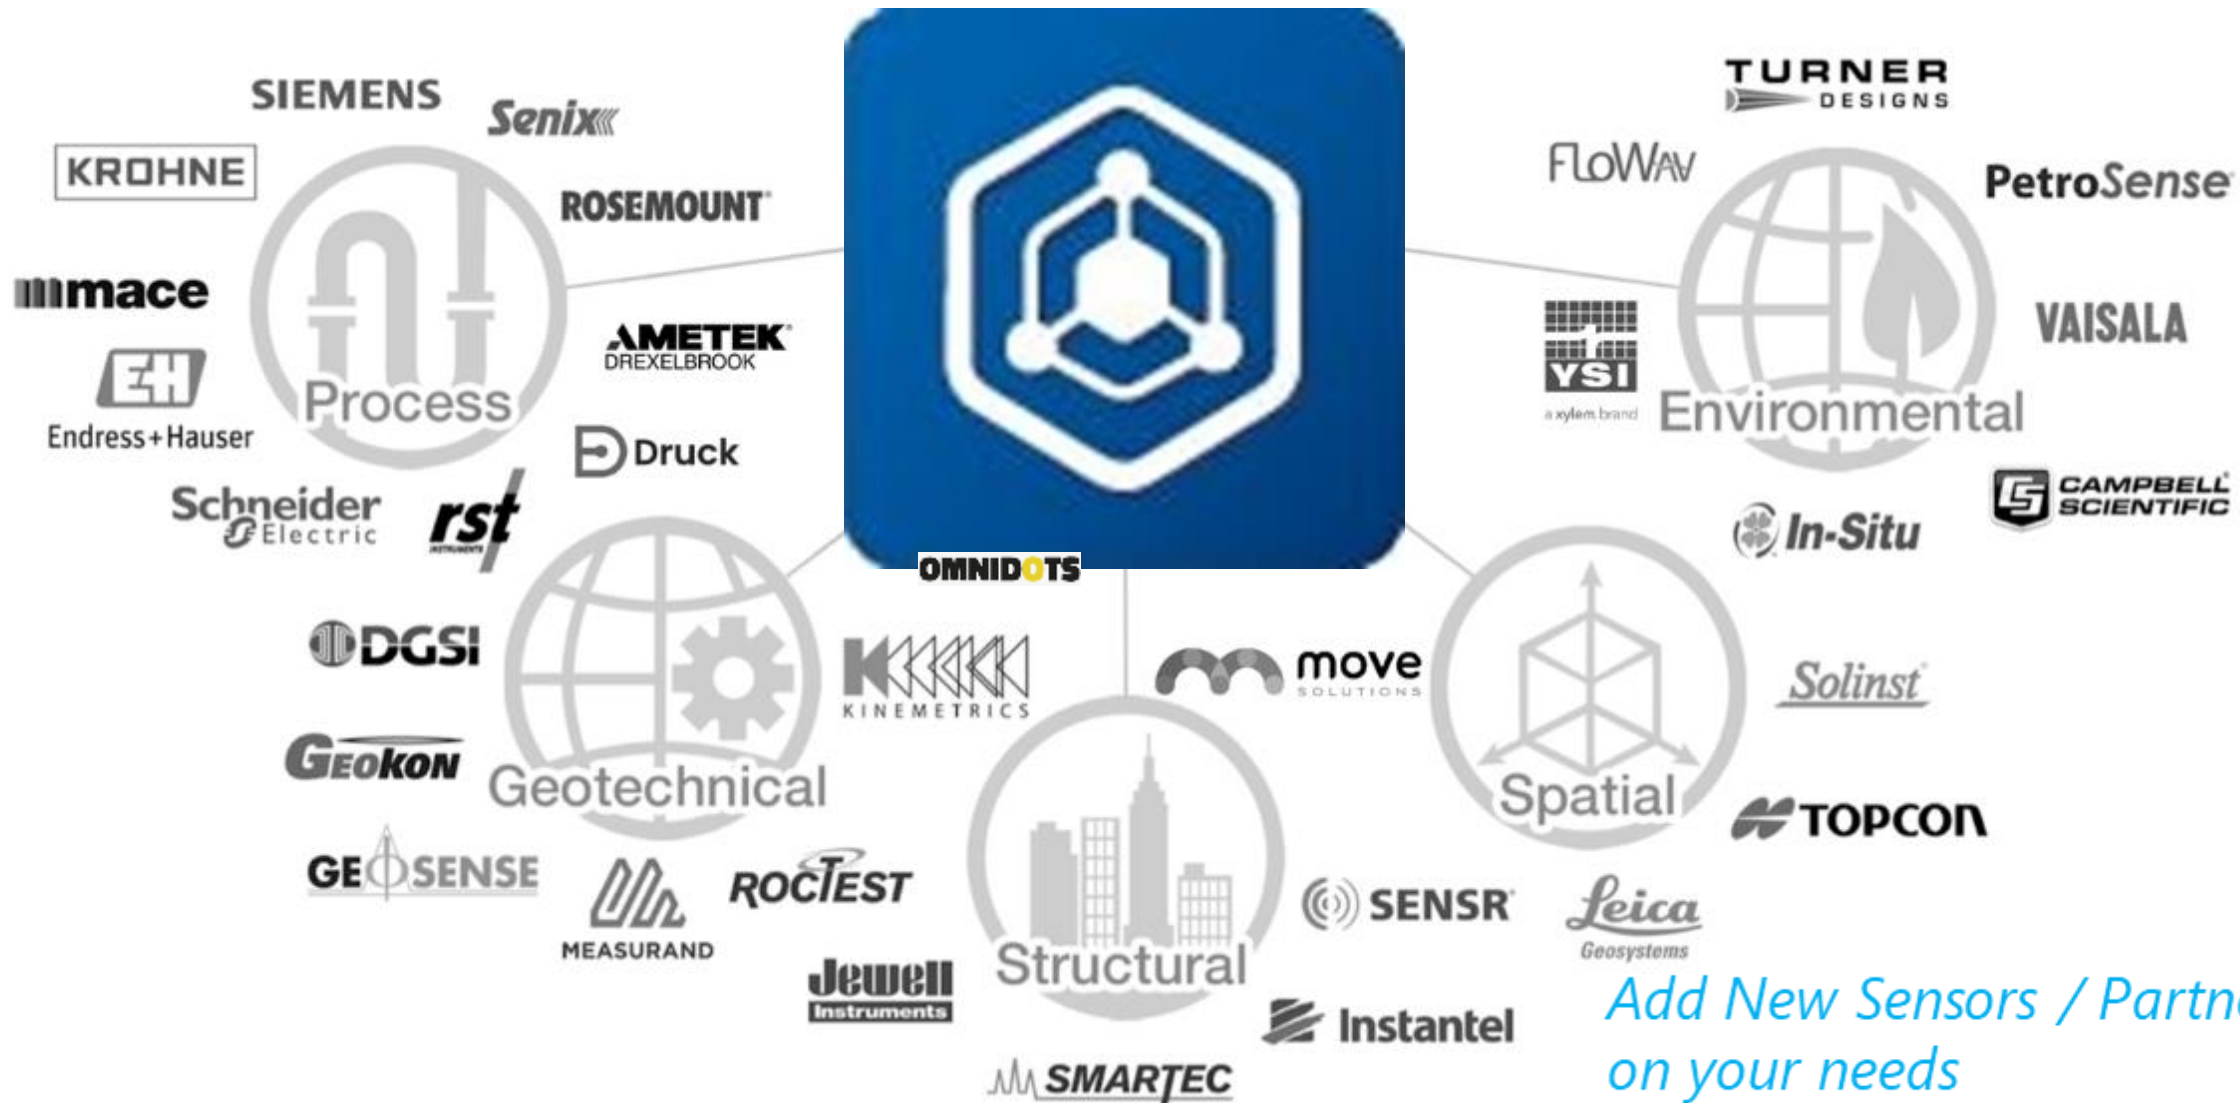 SIEMENS
Senix
KROHNE
ROSEMOUNT
mace
AMETEK
DREXELBROOK
EH
Endress+Hauser
Process
Druck
Schneider
Electric
rst
INSTRUMENTS
DGSI
GEOKON
Geotechnical
GEOSENSE
MEASURAND
ROCTEST
OMNIDOTS
KINEMETRICS
move
SOLUTIONS
Structural
Jewell
Instruments
SMARTEC
SENSR
Instantel
TURNER
DESIGNS
FLOWAV
PetroSense
YSI
a xylem brand
VAISALA
Environmental
CAMPBELL
SCIENTIFIC
In-Situ
Spatial
Solinst
TOPCON
Leica
Geosystems
Add New Sensors / Partn
on your needs